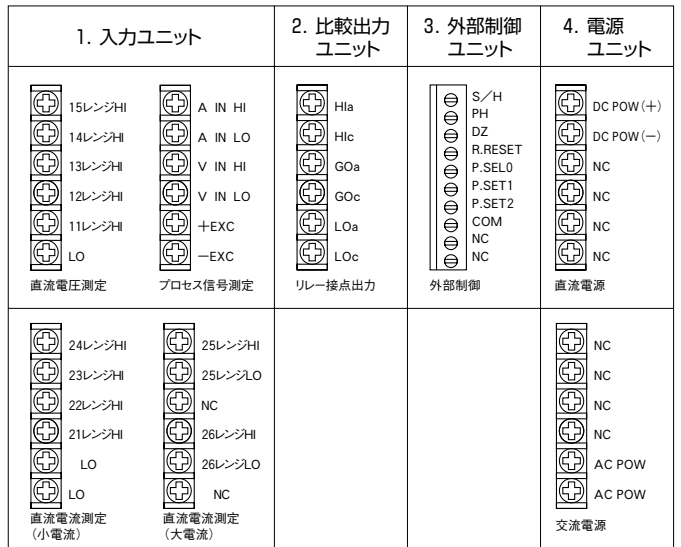 1. 入力ユニット
2. 比較出力
ユニット
3. 外部制御
ユニット
4. 電源
ユニット
15レンジHI
14レンジHI
13レンジHI
12レンジHI
11レンジHI
LO
直流電圧測定
A IN HI
A IN LO
V IN HI
V IN LO
+EXC
−EXC
プロセス信号測定
HIa
HIc
GOa
GOc
LOa
LOc
リレー接点出力
S/H
PH
DZ
R.RESET
P.SEL0
P.SET1
P.SET2
COM
NC
NC
外部制御
DC POW(+)
DC POW(−)
NC
NC
NC
NC
直流電源
24レンジHI
23レンジHI
22レンジHI
21レンジHI
LO
LO
直流電流測定
(小電流)
25レンジHI
25レンジLO
NC
26レンジHI
26レンジLO
NC
直流電流測定
(大電流)
NC
NC
NC
NC
AC POW
AC POW
交流電源